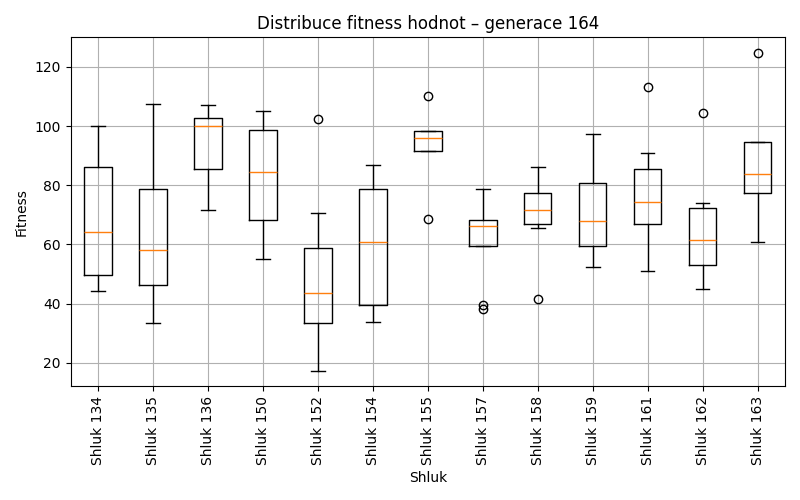 Distribuce fitness hodnot – generace 164
Fitness
120
100
80
60
40
20
Shluk 134
Shluk 135
Shluk 136
Shluk 150
Shluk 152
Shluk 154
Shluk 155
Shluk 157
Shluk 158
Shluk 159
Shluk 161
Shluk 162
Shluk 163
Shluk